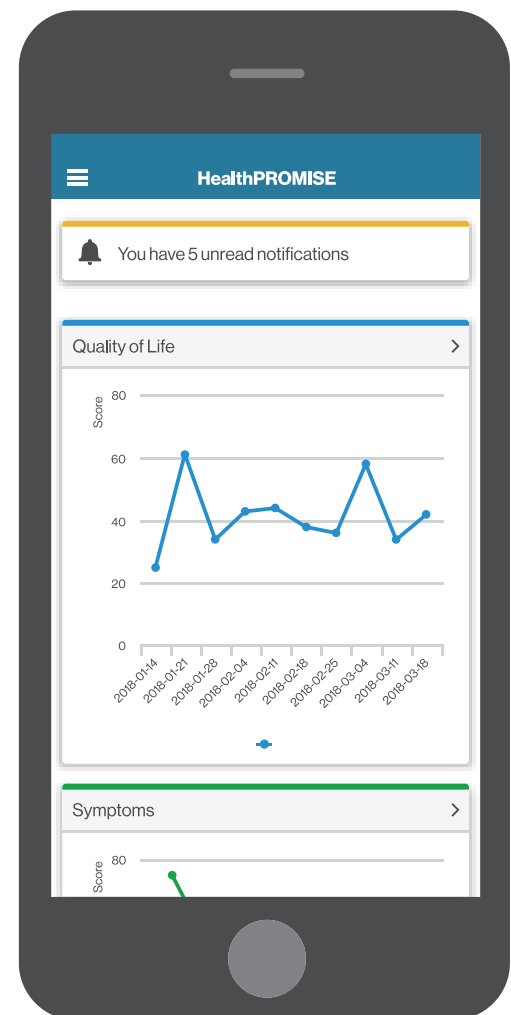 HealthPROMISE
You have 5 unread notifications
Quality of Life
Score
80
60
40
20
0
2018-01-14
2018-01-21
2018-01-28
2018-02-04
2018-02-11
2018-02-18
2018-02-25
2018-03-04
2018-03-11
2018-03-18
Symptoms
Score
80